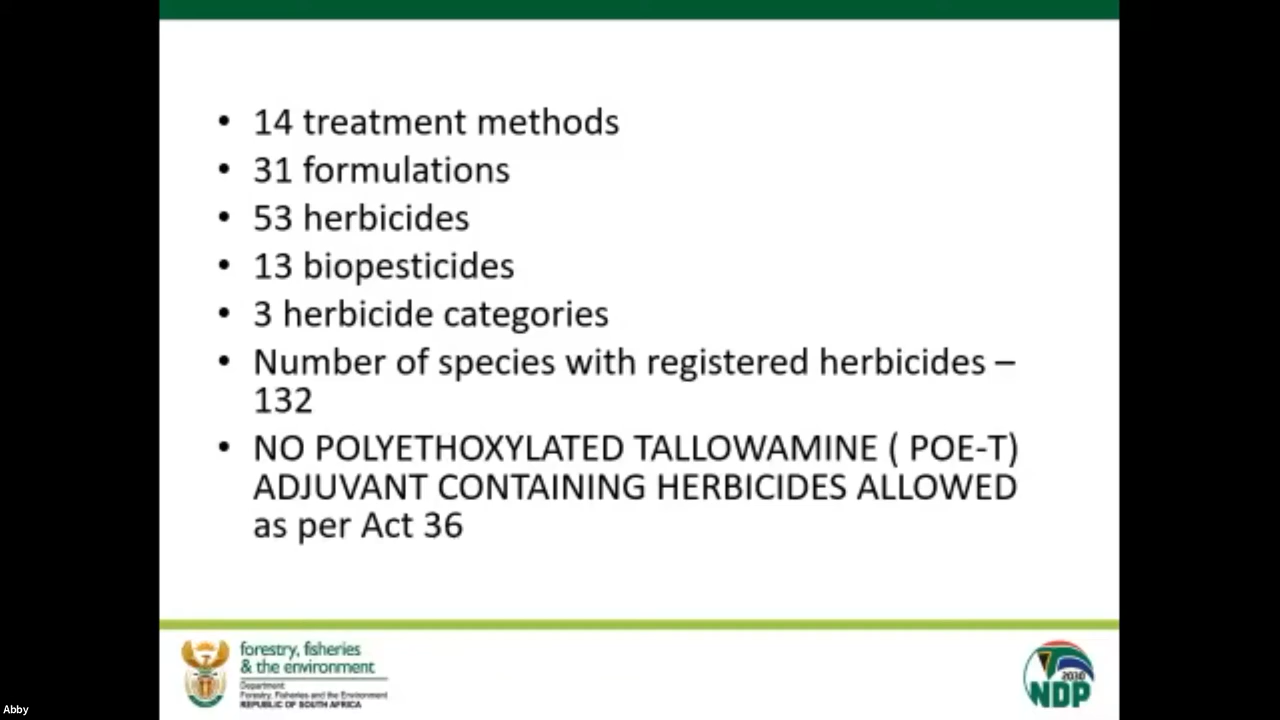 • 14 treatment methods
• 31 formulations
• 53 herbicides
• 13 biopesticides
• 3 herbicide categories
• Number of species with registered herbicides –
132
• NO POLYETHOXYLATED TALLOWAMINE ( POE-T)
ADJUVANT CONTAINING HERBICIDES ALLOWED
as per Act 36
forestry, fisheries
& the environment
Department:
Forestry, Fisheries and the Environment
REPUBLIC OF SOUTH AFRICA
2030
NDP
Abby